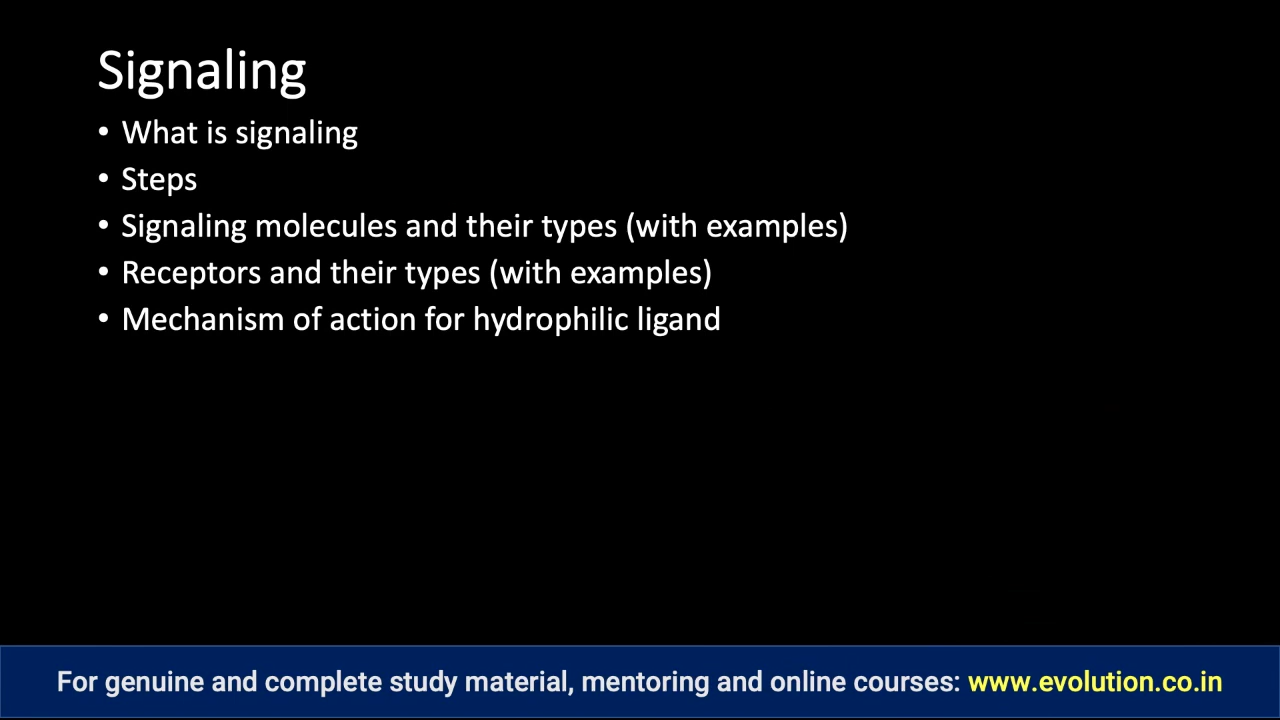 Signaling
• What is signaling
• Steps
• Signaling molecules and their types (with examples)
• Receptors and their types (with examples)
• Mechanism of action for hydrophilic ligand
For genuine and complete study material, mentoring and online courses: www.evolution.co.in